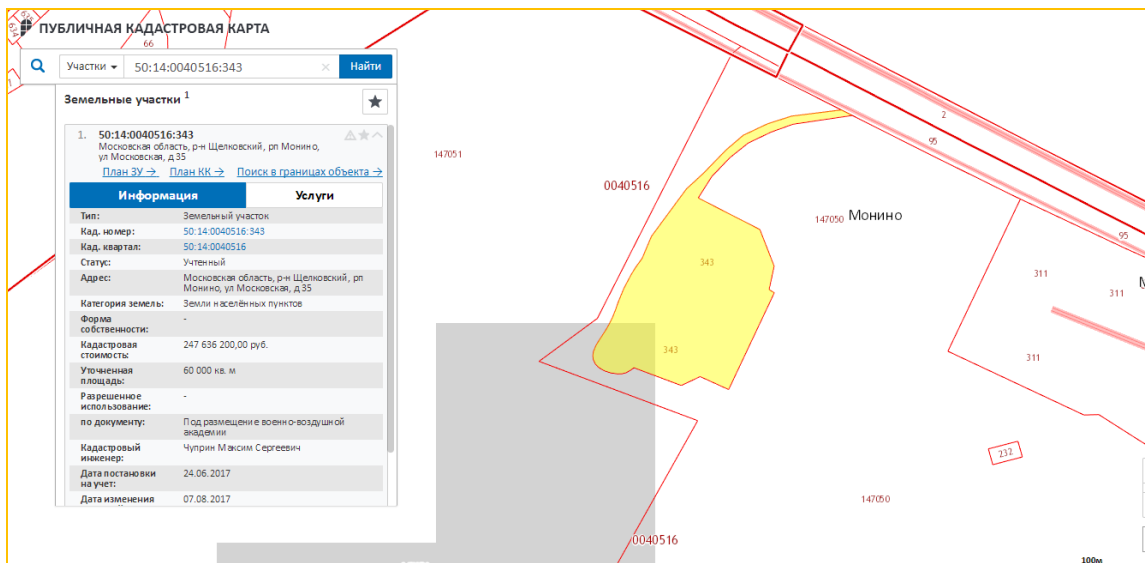 ПУБЛИЧНАЯ КАДАСТРОВАЯ КАРТА
634
66
Участки
50:14:0040516:343
×
Найти
Земельные участки 1
1. 50:14:0040516:343
Московская область, р-н Щелковский, рп Монино,
ул Московская, д 35
План ЗУ → План КК → Поиск в границах объекта →
Информация Услуги
Тип: Земельный участок
Кад. номер: 50:14:0040516:343
Кад. квартал: 50:14:0040516
Статус: Учтенный
Адрес: Московская область, р-н Щелковский, рп
Монино, ул Московская, д 35
Категория земель: Земли населённых пунктов
Форма
собственности: -
Кадастровая
стоимость: 247 636 200,00 руб.
Уточненная
площадь: 60 000 кв. м
Разрешенное
использование: -
по документу: Под размещение военно-воздушной
академии
Кадастровый
инженер: Чуприн Максим Сергеевич
Дата постановки
на учет: 24.06.2017
Дата изменения 07.08.2017
147051
0040516
2
95
147050 Монино
95
343
311
311
М
343
311
232
147050
0040516
100м